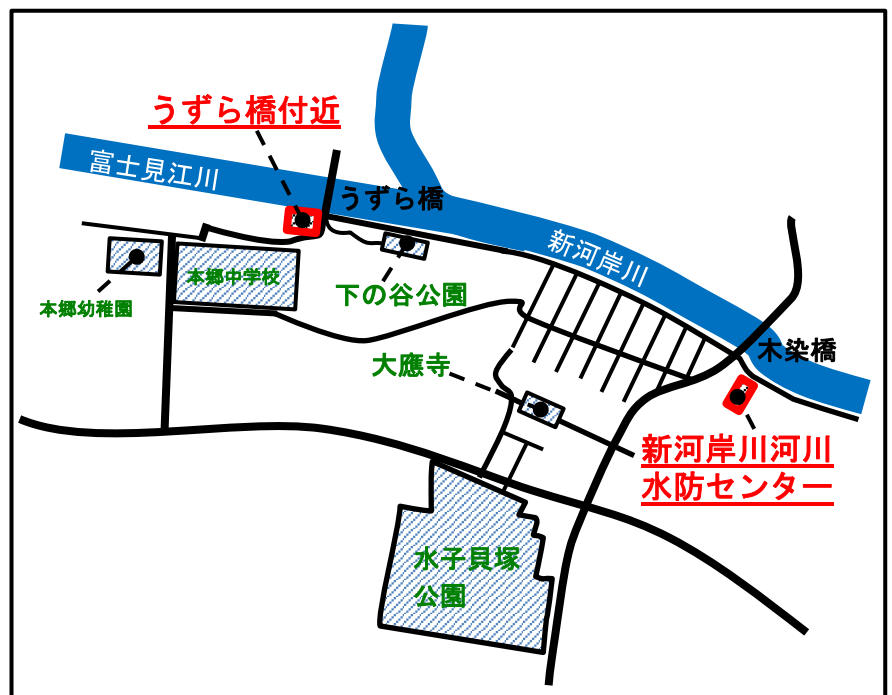 うずら橋付近
富士見江川
うずら橋
新河岸川
本郷中学校
下の谷公園
本郷幼稚園
大應寺
木染橋
新河岸川河川
水防センター
水子貝塚
公園